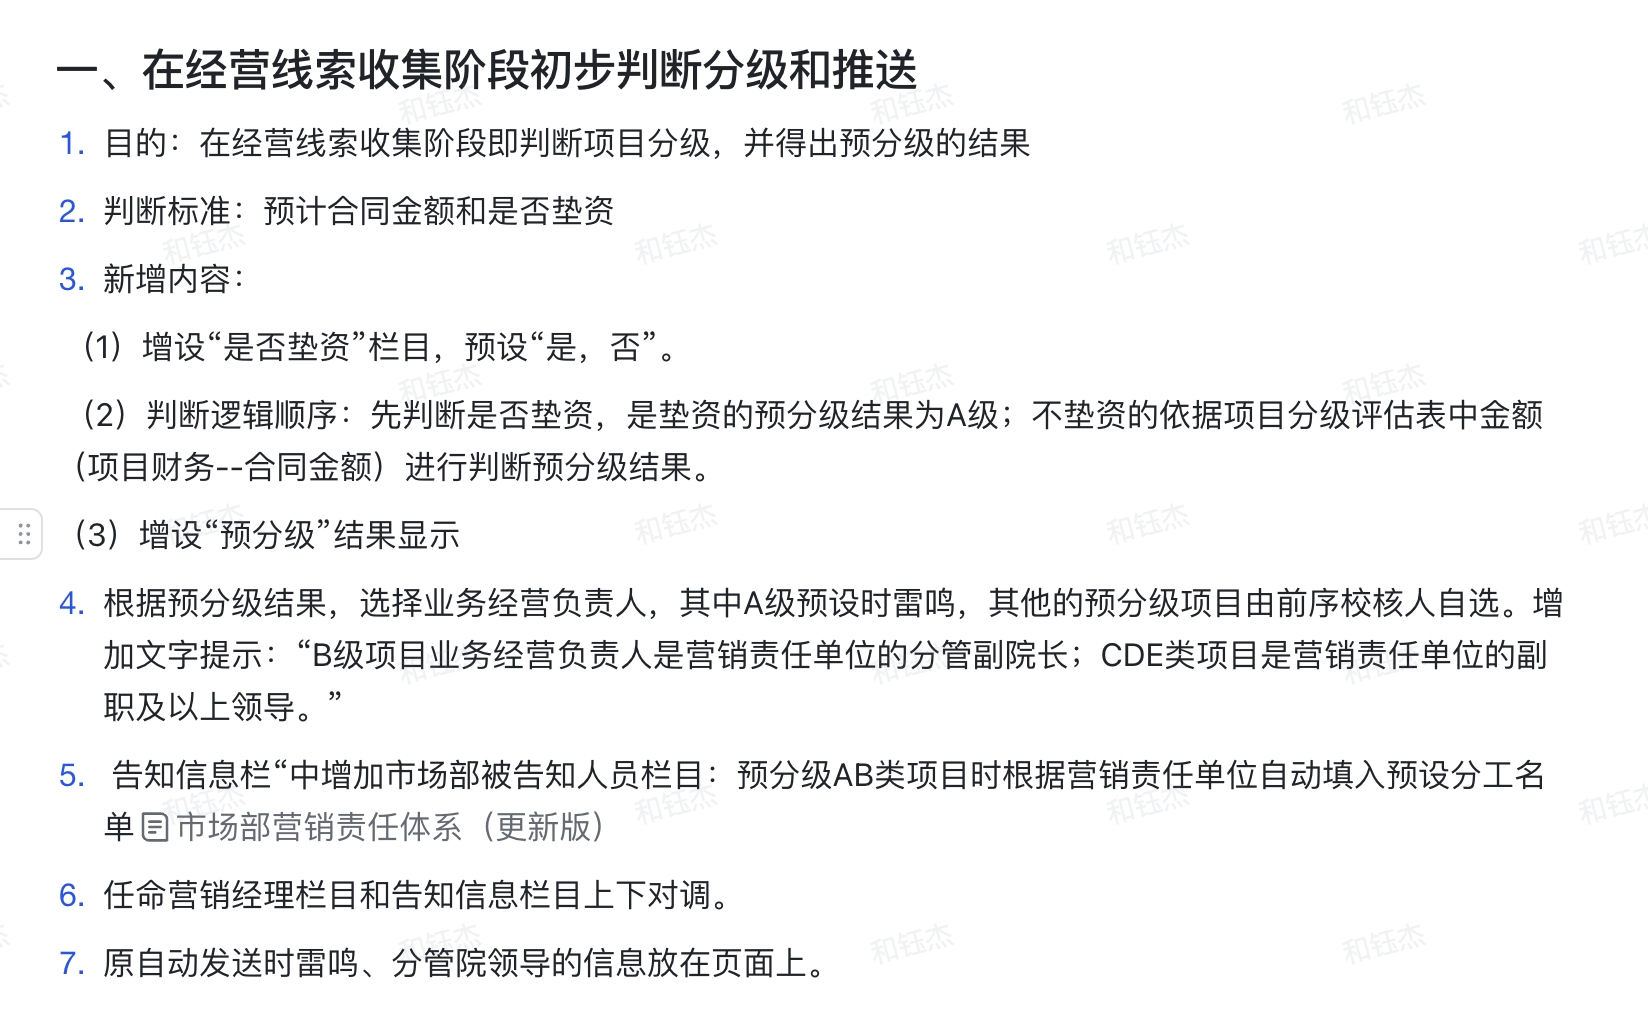 一、在经营线索收集阶段初步判断分级和推送
1. 目的：在经营线索收集阶段即判断项目分级，并得出预分级的结果
2. 判断标准：预计合同金额和是否垫资
3. 新增内容：
（1）增设“是否垫资”栏目，预设“是，否”。
（2）判断逻辑顺序：先判断是否垫资，是垫资的预分级结果为A级；不垫资的依据项目分级评估表中金额
（项目财务--合同金额）进行判断预分级结果。
（3）增设“预分级”结果显示
4. 根据预分级结果，选择业务经营负责人，其中A级预设时雷鸣，其他的预分级项目由前序校核人自选。增
加文字提示：“B级项目业务经营负责人是营销责任单位的分管副院长；CDE类项目是营销责任单位的副
职及以上领导。”
5. 告知信息栏“中增加市场部被告知人员栏目：预分级AB类项目时根据营销责任单位自动填入预设分工名
单 市场部营销责任体系（更新版）
6. 任命营销经理栏目和告知信息栏目上下对调。
7. 原自动发送时雷鸣、分管院领导的信息放在页面上。
和钰杰